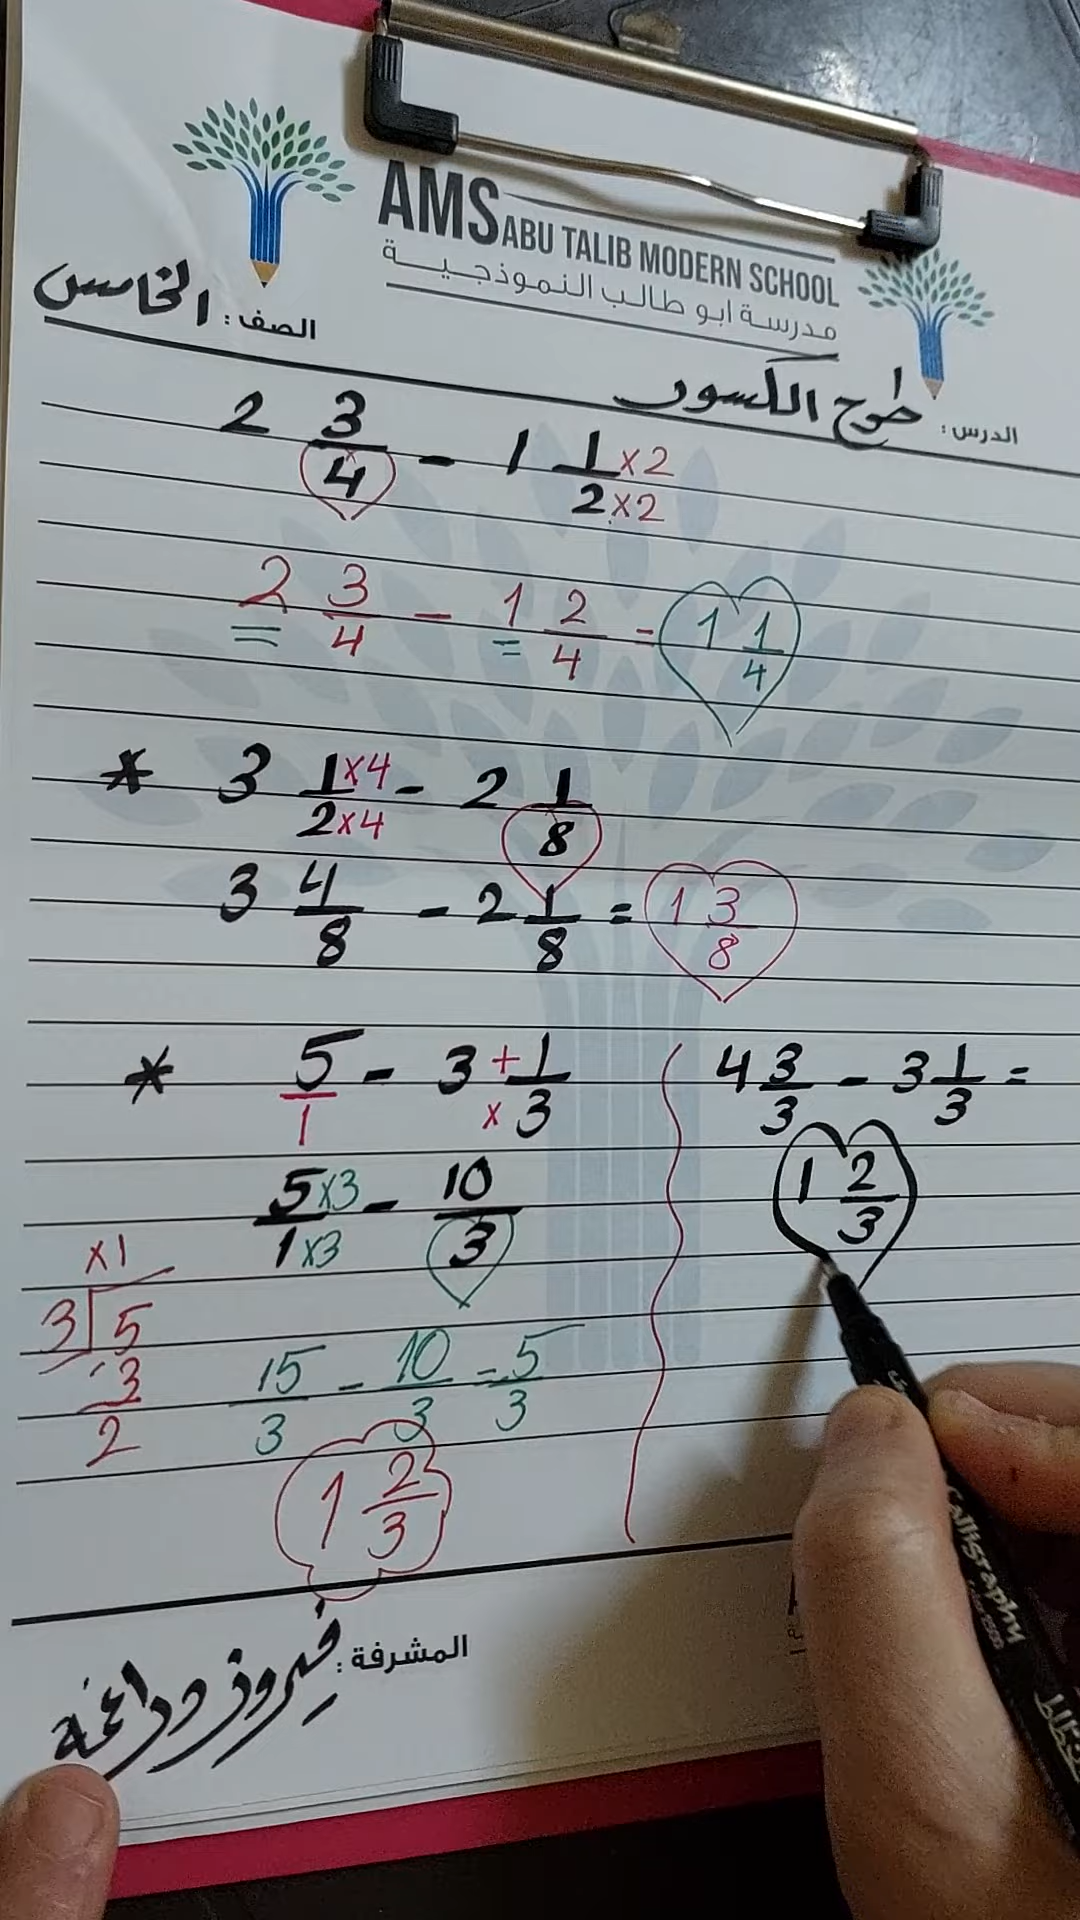 AMS ABU TALIB MODERN SCHOOL
مدرسة ابو طالب النموذجية
الصف: الخامس
الدرس: طرح الكسور
2 3/4 - 1 1/2 ×2 ×2
2 3/4 - 1 2/4 = 1 1/4
* 3 1/2 ×4 ×4 - 2 1/8
3 4/8 - 2 1/8 = 1 3/8
* 5/1 - 3 + 1/3 ×
5/1 ×3 ×3 - 10/3
×1
3 5
3
2
15/3 - 10/3 = 5/3
1 2/3
4 3/3 - 3 1/3 =
1 2/3
المشرفة: فيروز دراغمة
Calligraphy